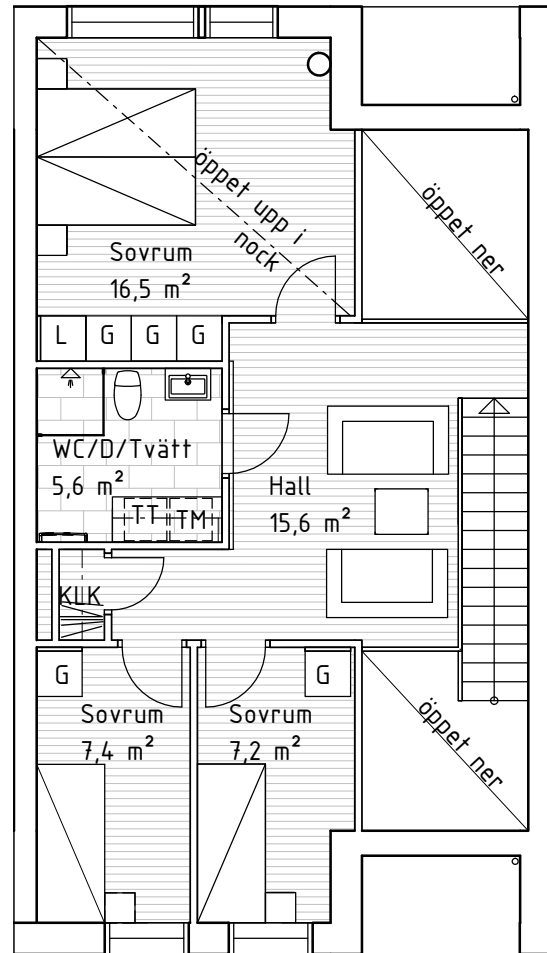 öppet upp i
nock
öppet ner
Sovrum
16,5 m²
L G G G
WC/D/Tvätt
5,6 m²
TT TM
Hall
15,6 m²
KLK
G
Sovrum
7,4 m²
G
Sovrum
7,2 m²
öppet ner